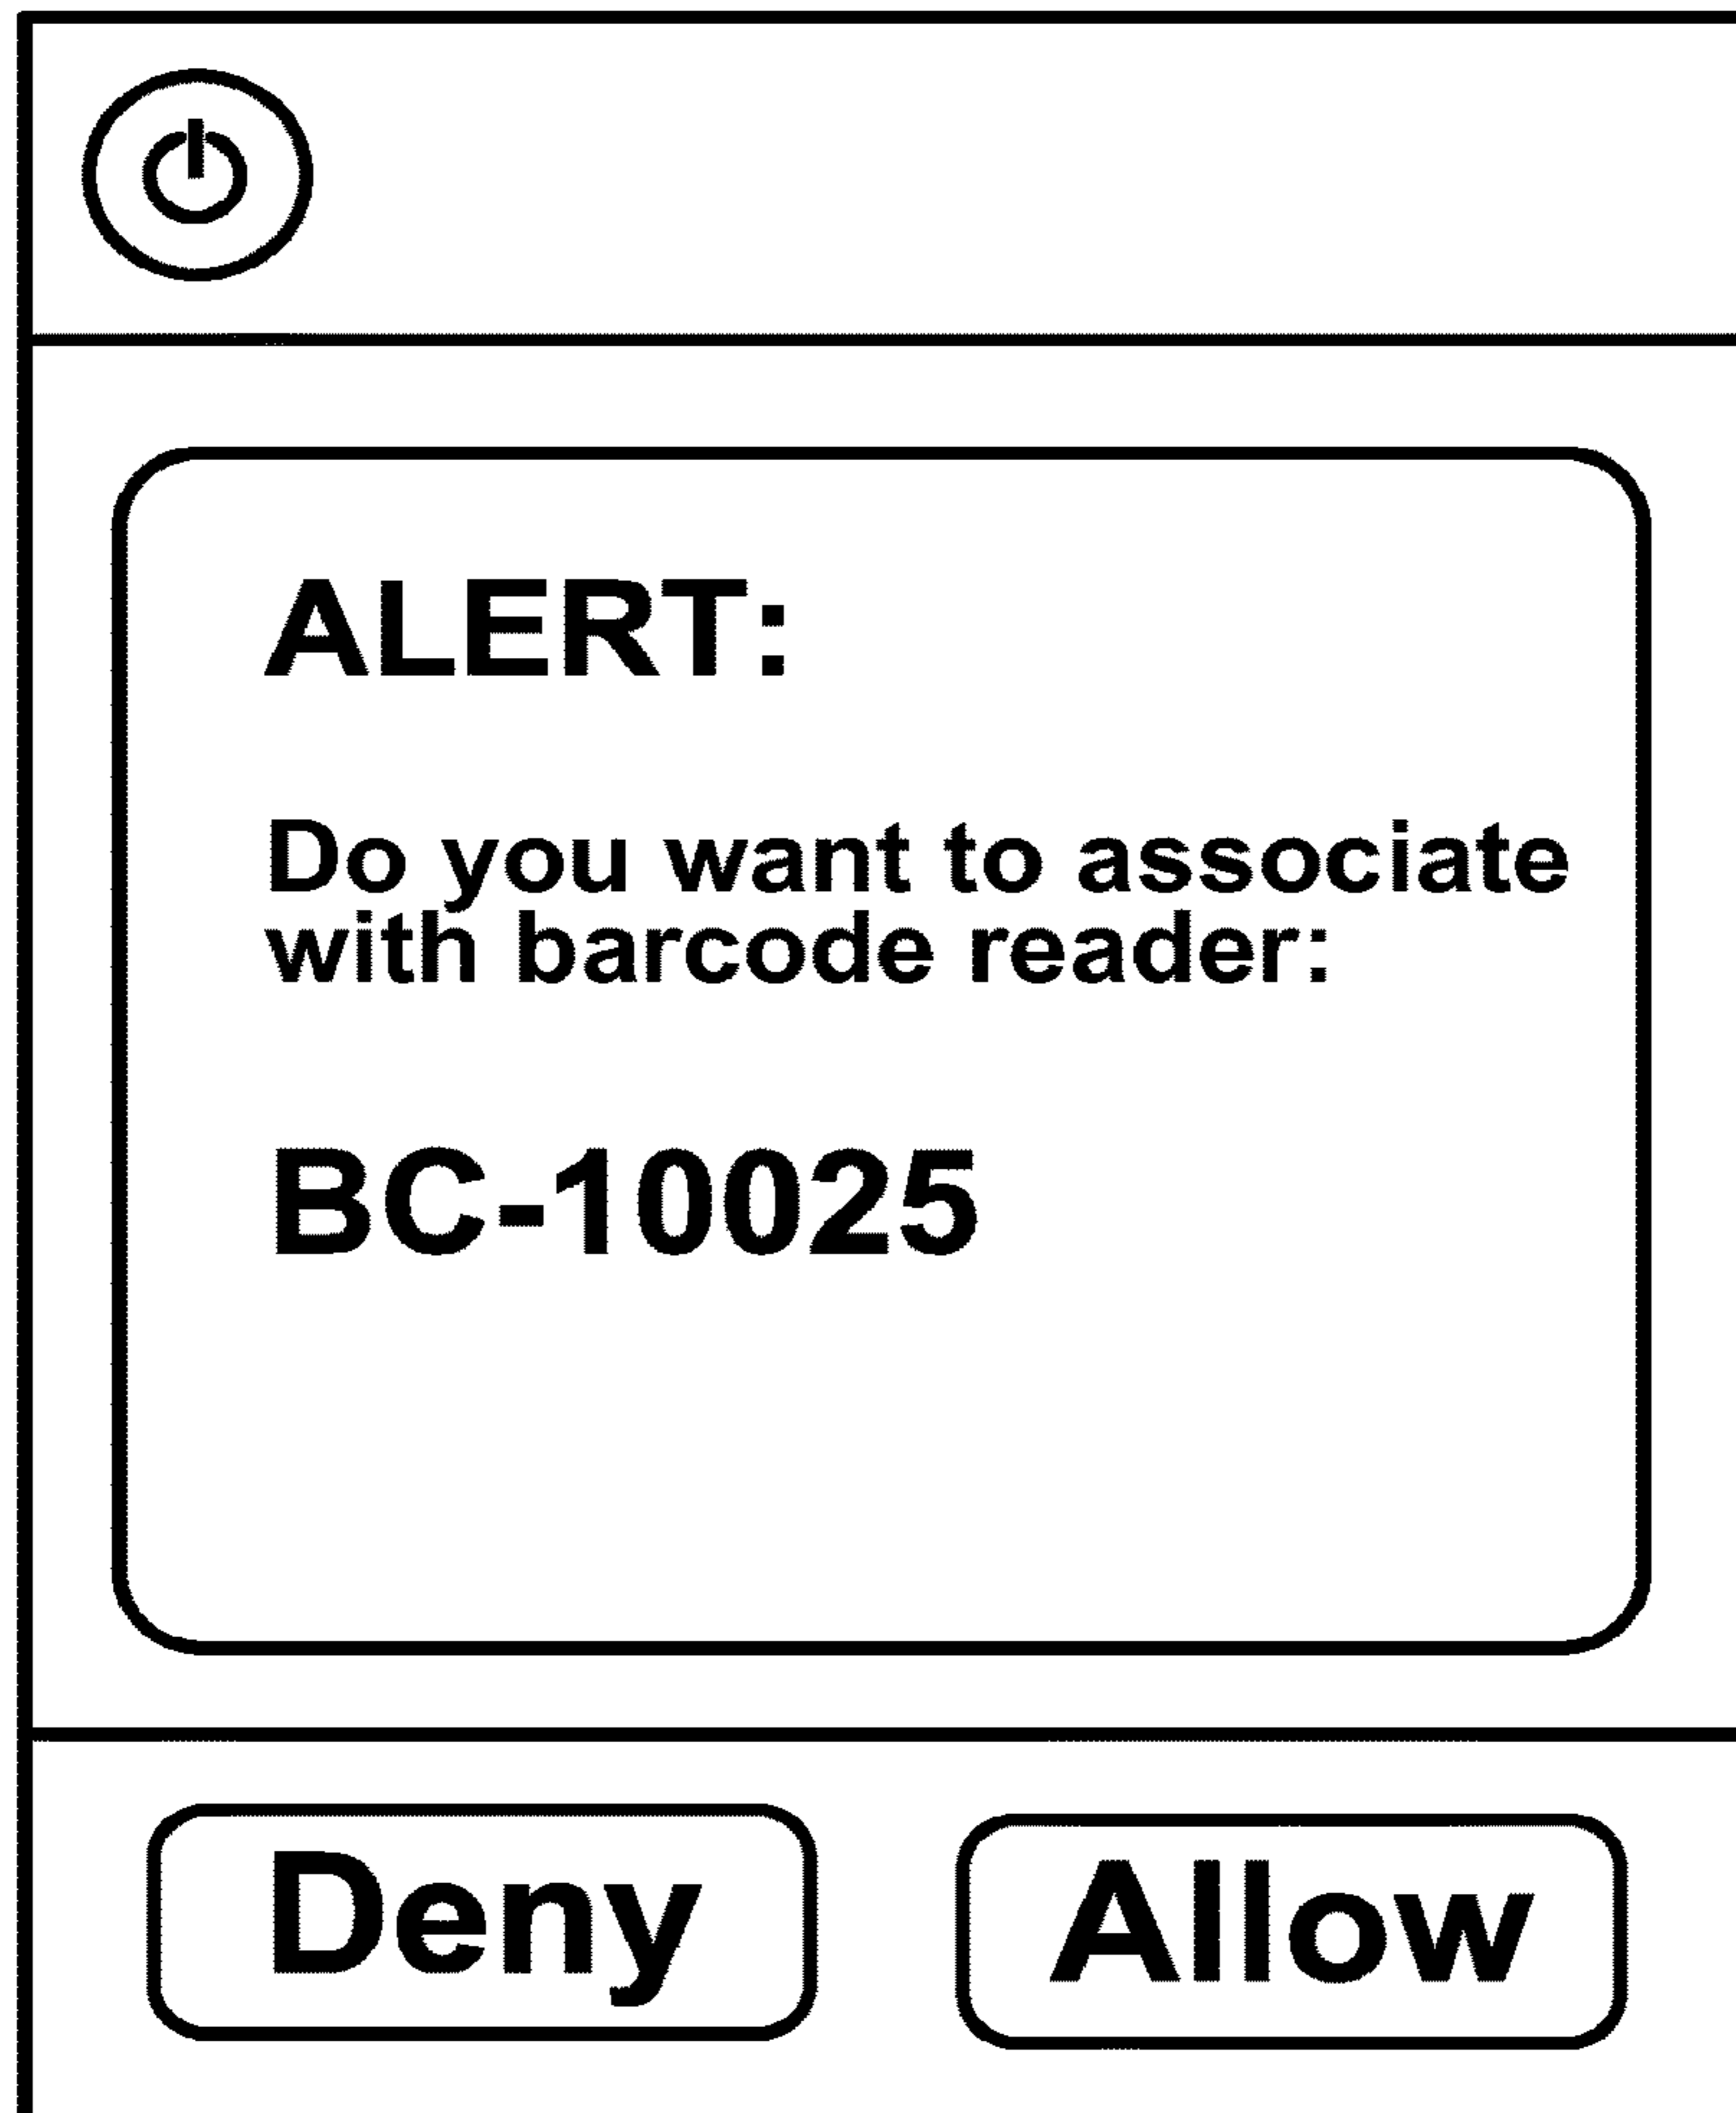 ALERT:
Do you want to associate
with barcode reader:
BC-10025
Deny
Allow